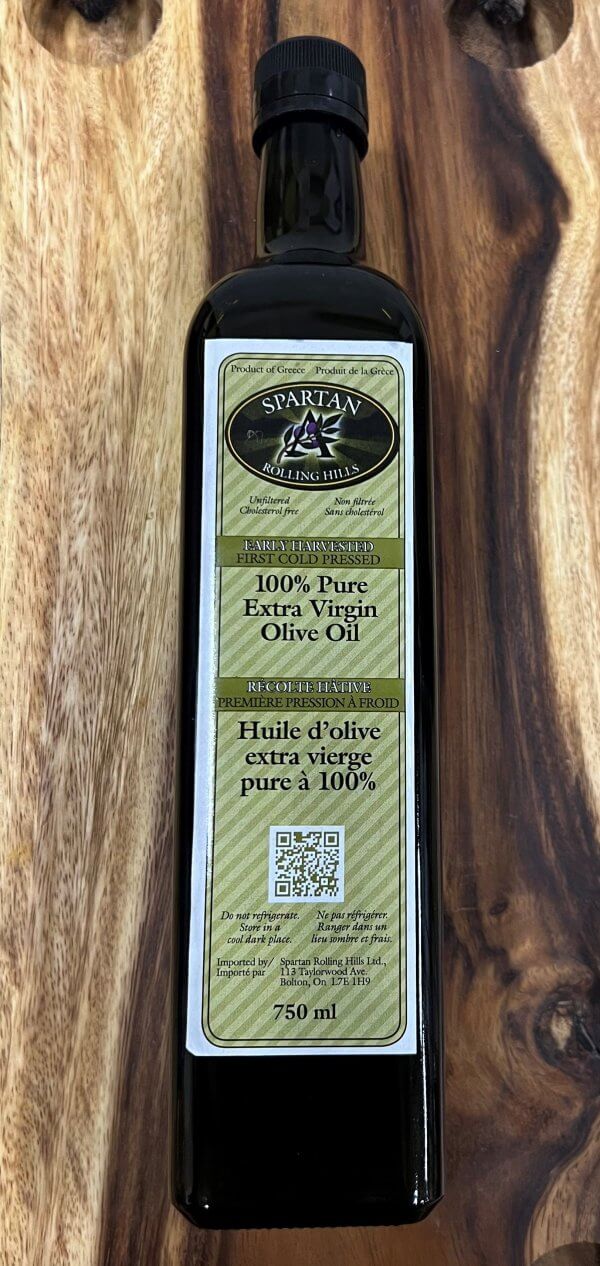 Product of Greece Produit de la Grèce
SPARTAN
ROLLING HILLS
Unfiltered Non filtrée
Cholesterol free Sans cholestérol
EARLY HARVESTED
FIRST COLD PRESSED
100% Pure
Extra Virgin
Olive Oil
RÉCOLTE HÂTIVE
PREMIÈRE PRESSION À FROID
Huile d'olive
extra vierge
pure à 100%
Do not refrigerate. Ne pas réfrigérer.
Store in a Ranger dans un
cool dark place. lieu sombre et frais.
Imported by/ Spartan Rolling Hills Ltd.,
Importé par 113 Taylorwood Ave.
Bolton, On L7E 1H9
750 ml